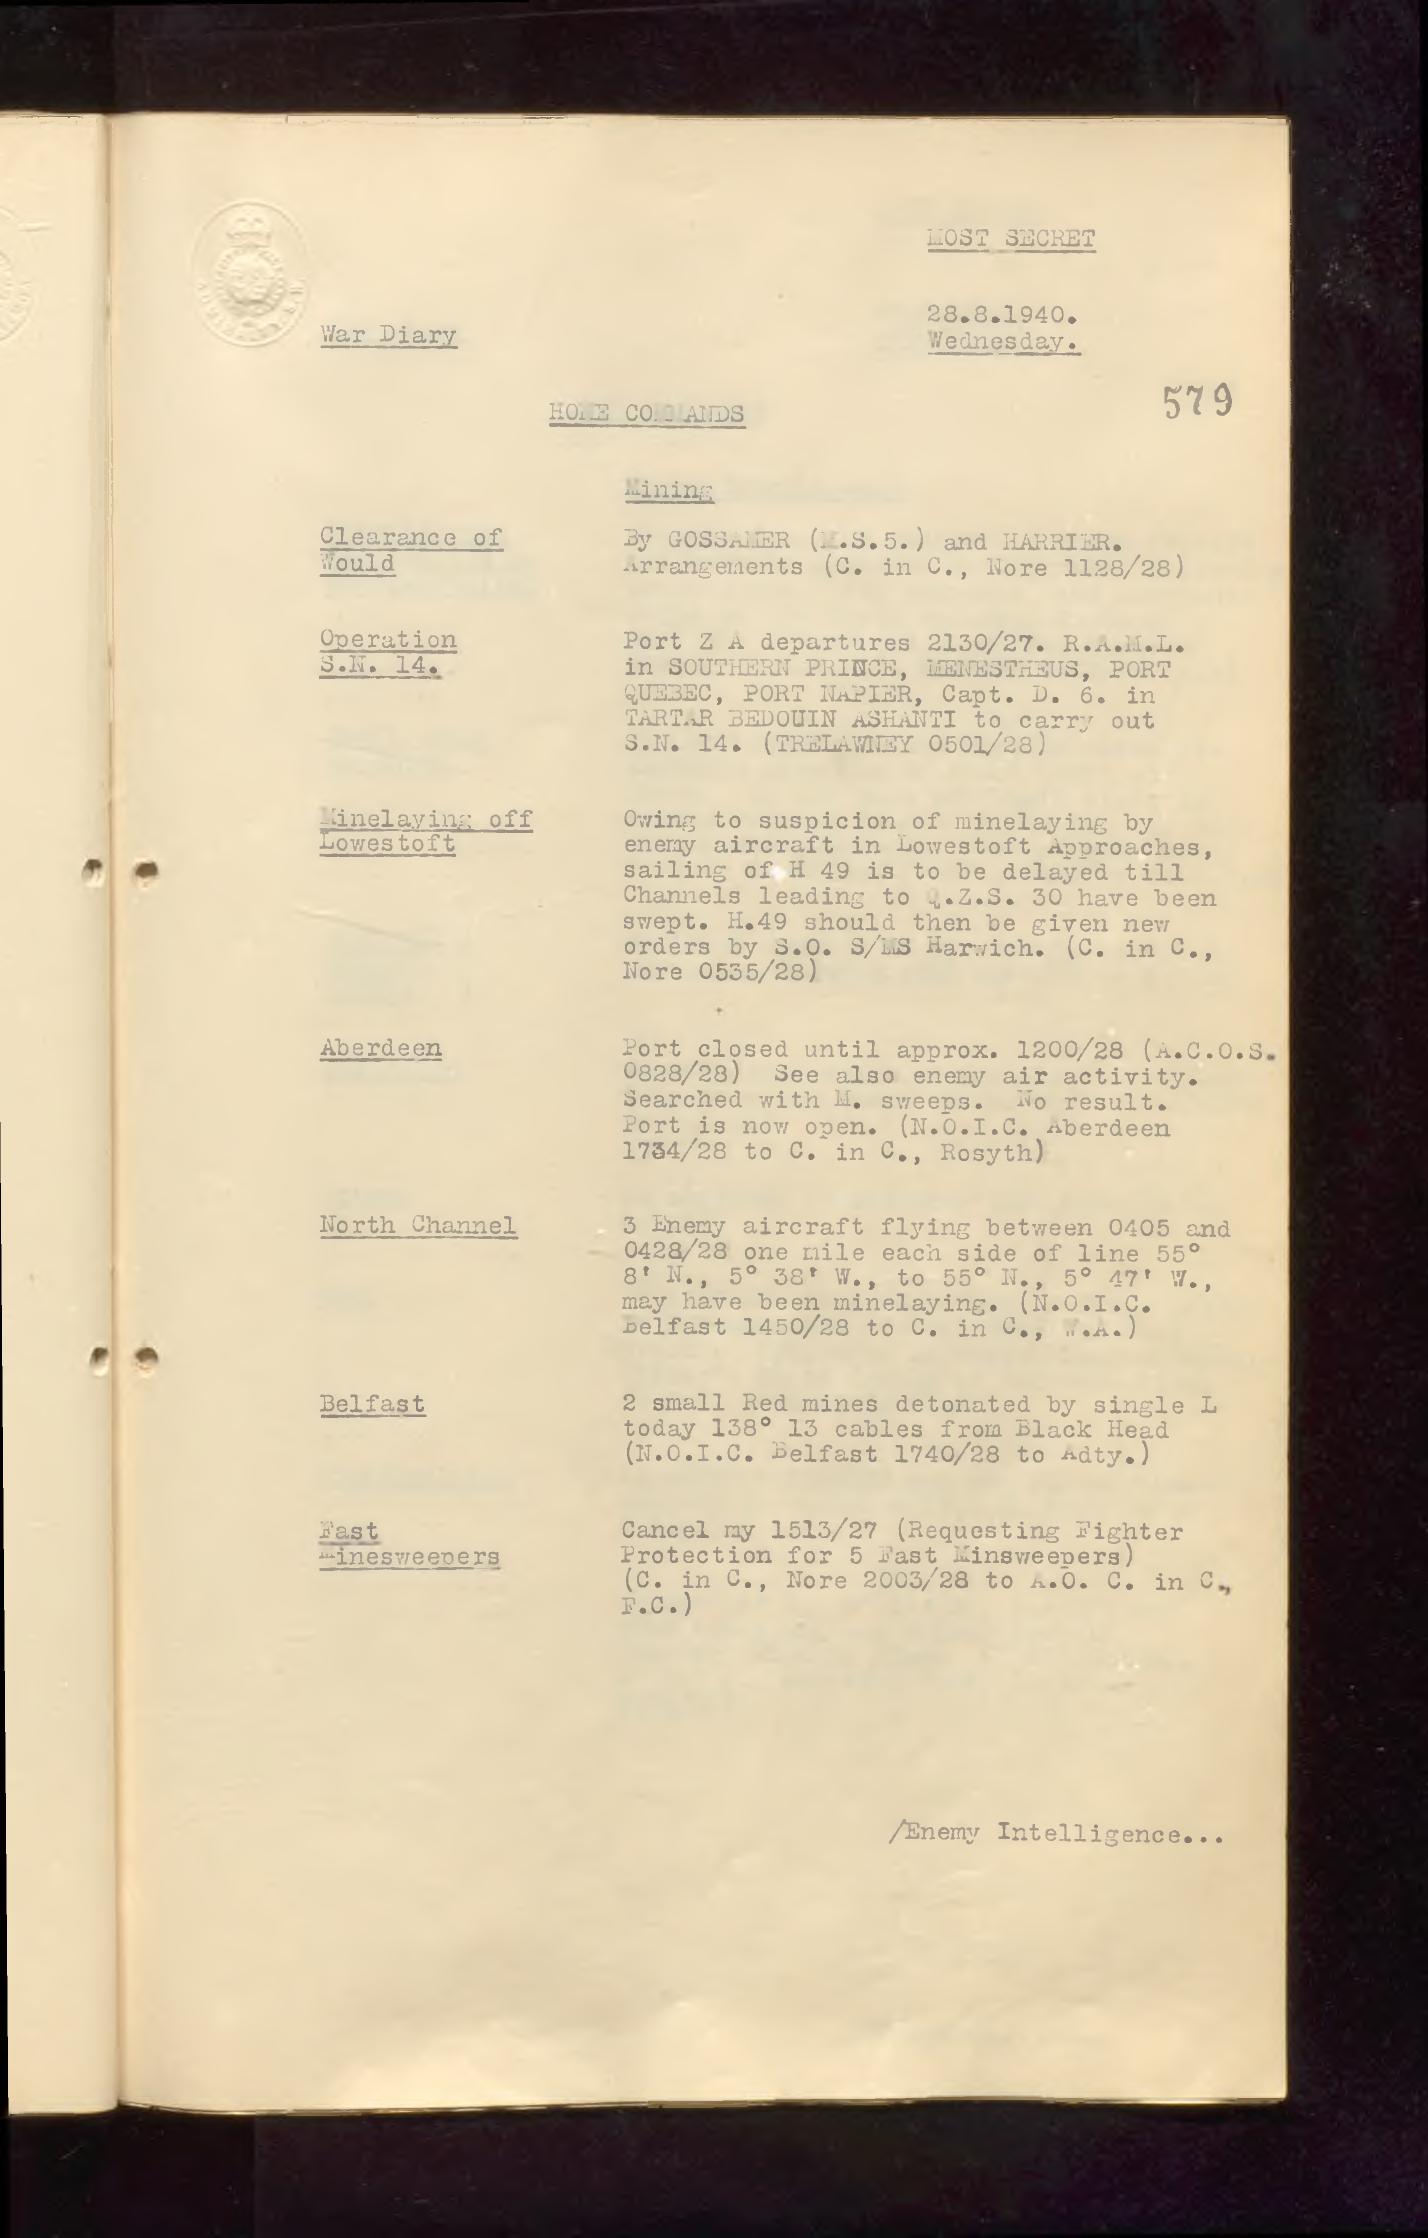 MOST SECRET
28.8.1940.
War Diary
Wednesday.
579
HOME COMMANDS
Mining
Clearance of
Would
By GOSSAMER (M.S.5.) and HARRIER.
Arrangements (C. in C., Nore 1128/28)
Operation
S.N. 14.
Port Z A departures 2130/27. R.A.M.L.
in SOUTHERN PRINCE, MENESTHEUS, PORT
QUEBEC, PORT NAPIER, Capt. D. 6. in
TARTAR BEDOUIN ASHANTI to carry out
S.N. 14. (TRELAWNEY 0501/28)
Minelaying off
Lowestoft
Owing to suspicion of minelaying by
enemy aircraft in Lowestoft Approaches,
sailing of H 49 is to be delayed till
Channels leading to Q.Z.S. 30 have been
swept. H.49 should then be given new
orders by S.O. S/MS Harwich. (C. in C.,
Nore 0535/28)
Aberdeen
Port closed until approx. 1200/28 (A.C.O.S.
0828/28) See also enemy air activity.
Searched with M. sweeps. No result.
Port is now open. (N.O.I.C. Aberdeen
1734/28 to C. in C., Rosyth)
North Channel
3 Enemy aircraft flying between 0405 and
0428/28 one mile each side of line 55°
8' N., 5° 38' W., to 55° N., 5° 47' W.,
may have been minelaying. (N.O.I.C.
Belfast 1450/28 to C. in C., W.A.)
Belfast
2 small Red mines detonated by single L
today 138° 13 cables from Black Head
(N.O.I.C. Belfast 1740/28 to Adty.)
Fast
Minesweepers
Cancel my 1513/27 (Requesting Fighter
Protection for 5 Fast Minsweepers)
(C. in C., Nore 2003/28 to A.O. C. in C.,
F.C.)
/Enemy Intelligence...